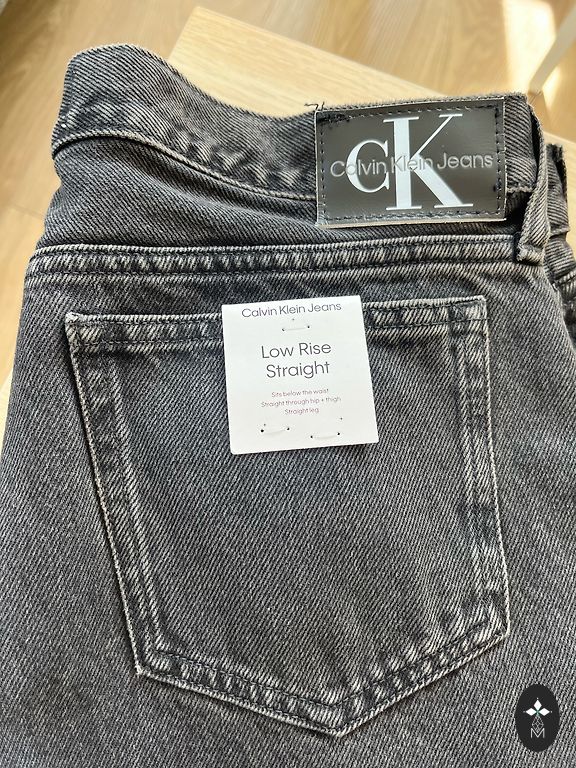 CK
Calvin Klein Jeans
Calvin Klein Jeans
Low Rise
Straight
Sits below the waist
Straight through hip + thigh
Straight leg
M